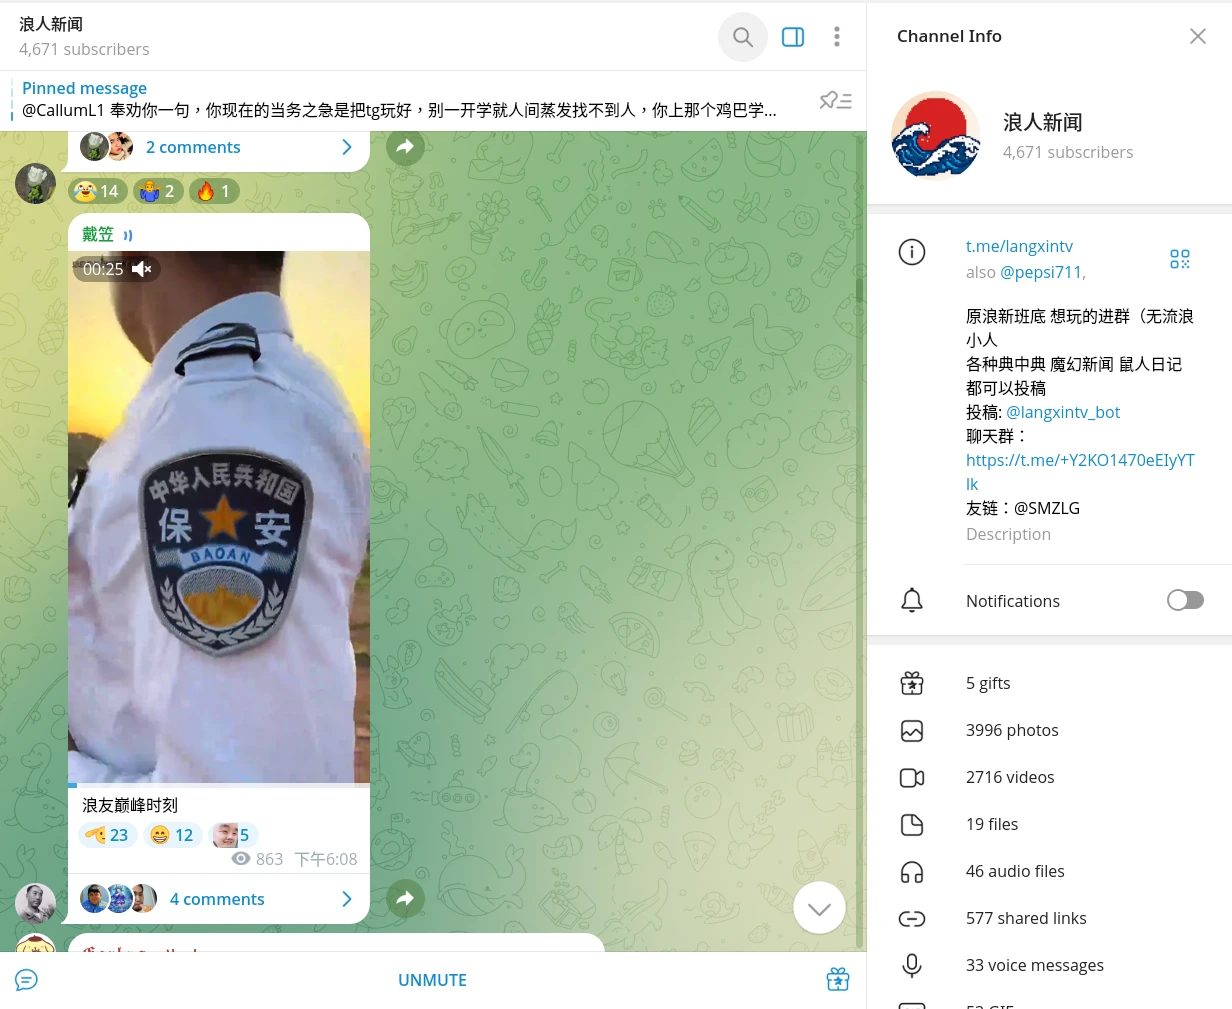 浪人新闻
4,671 subscribers
Pinned message
@CallumL1 奉劝你一句，你现在的当务之急是把tg玩好，别一开学就人间蒸发找不到人，你上那个鸡巴学...
2 comments
14
2
1
戴笠
00:25
中华人民共和国
保 安
BAOAN
浪友巅峰时刻
23
12
5
863 下午6:08
4 comments
UNMUTE
Channel Info
浪人新闻
4,671 subscribers
t.me/langxintv
also @pepsi711,
原浪新班底 想玩的进群（无流浪
小人
各种典中典 魔幻新闻 鼠人日记
都可以投稿
投稿: @langxintv_bot
聊天群：
https://t.me/+Y2KO1470eEIyYT
lk
友链：@SMZLG
Description
Notifications
5 gifts
3996 photos
2716 videos
19 files
46 audio files
577 shared links
33 voice messages